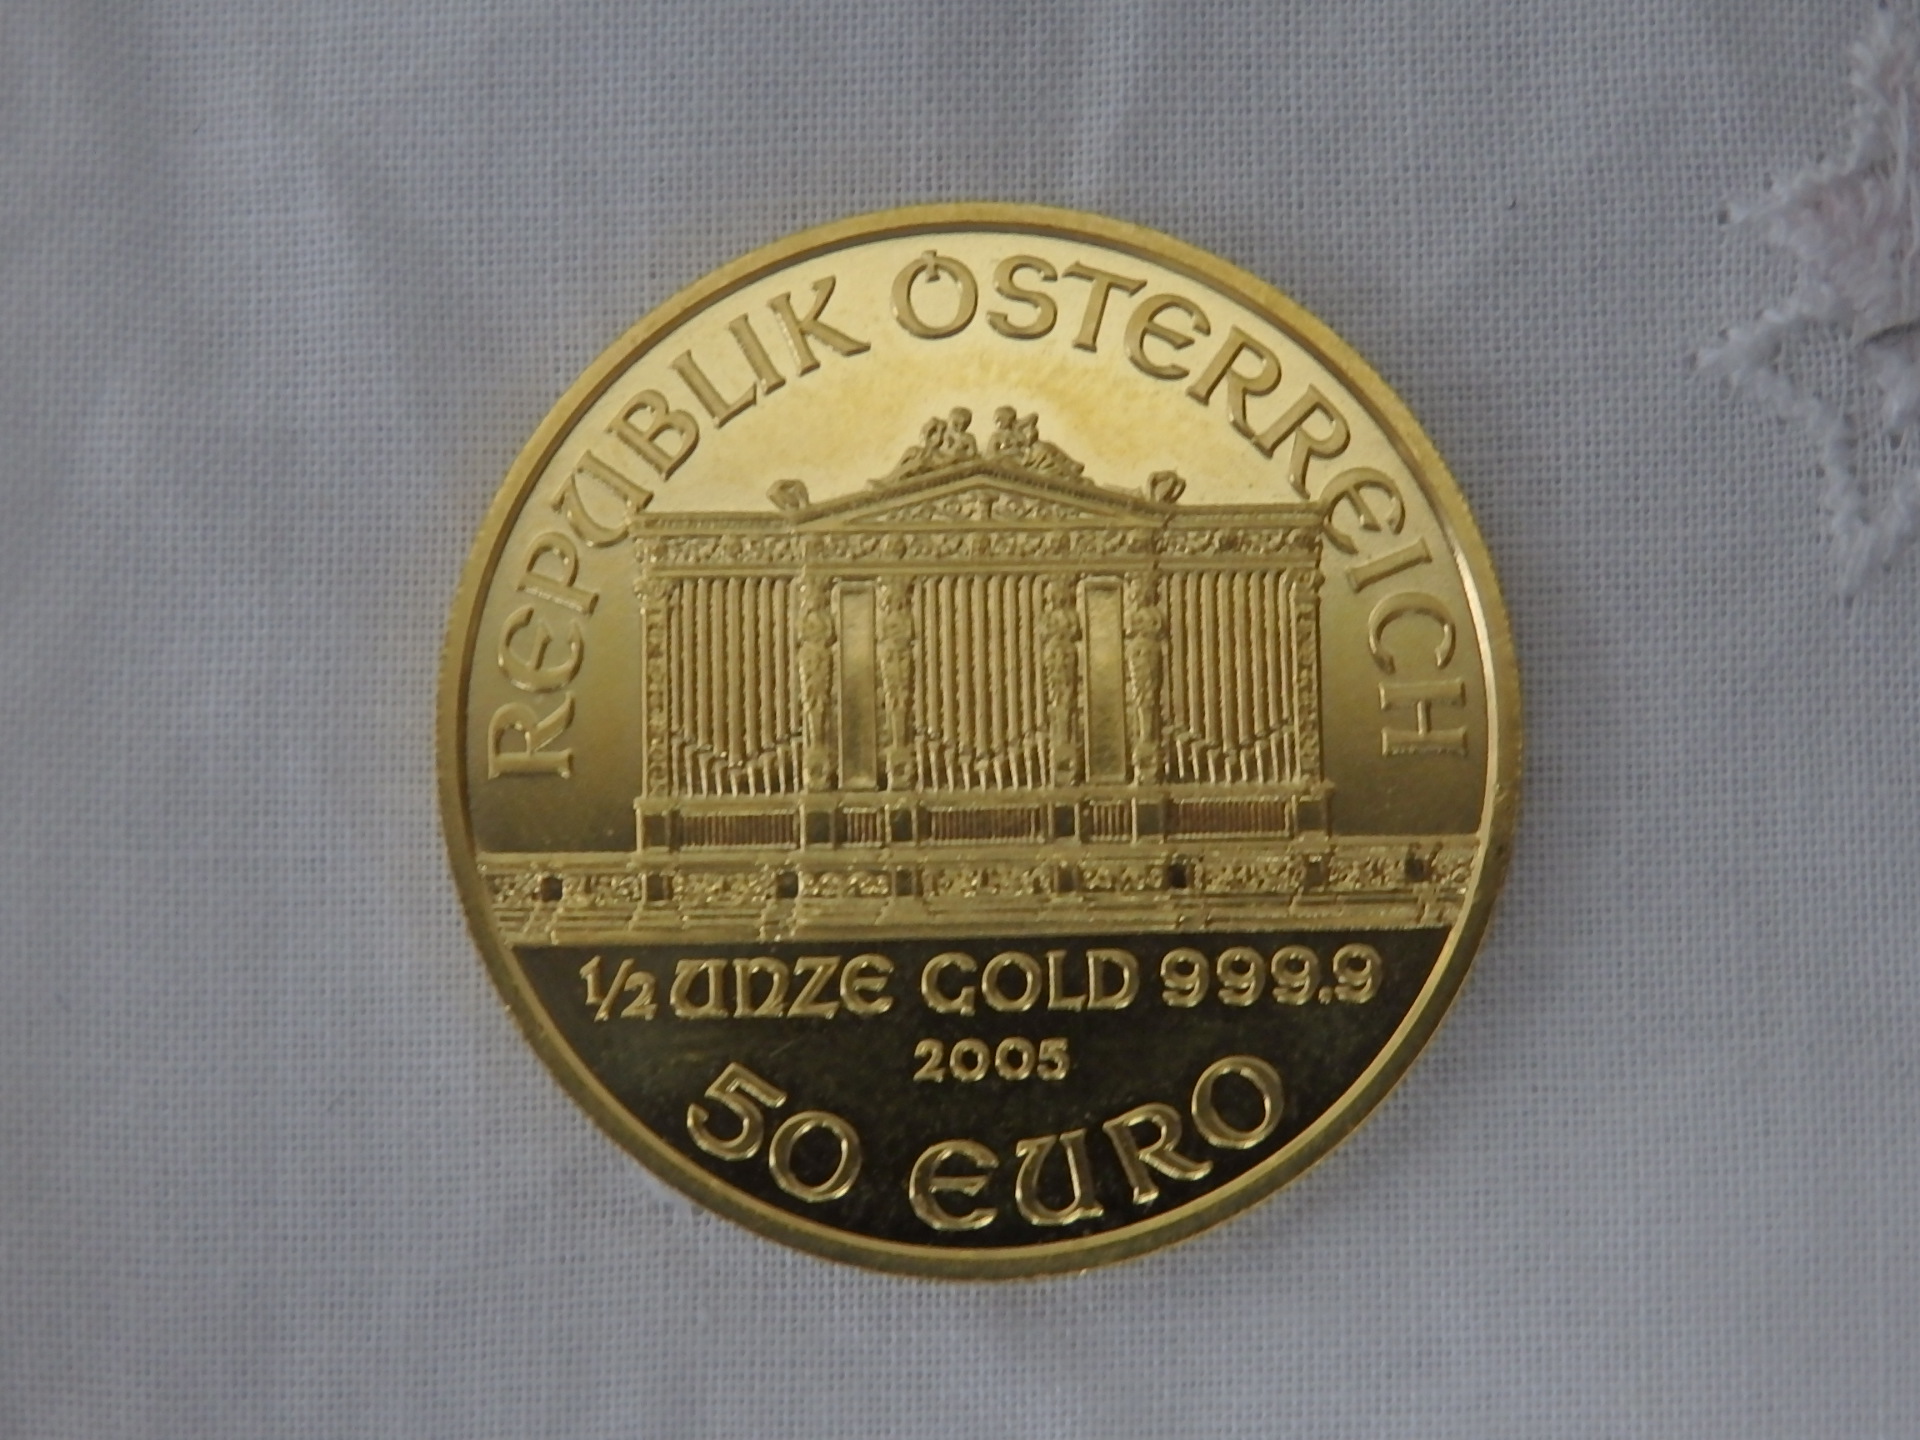 REPUBLIK ÖSTERREICH
1/2 UNZE GOLD 999.9
2005
50 EURO